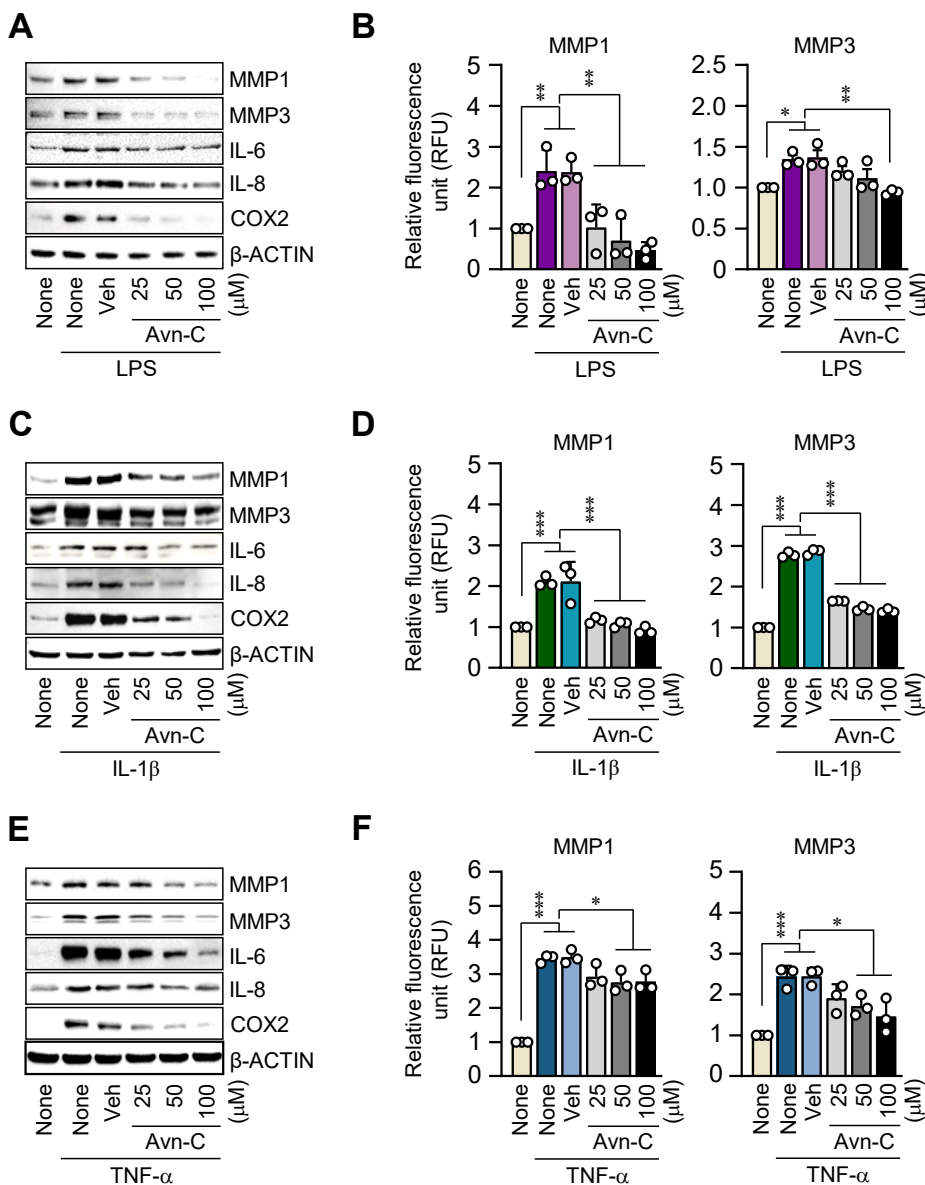 A
MMP1
MMP3
IL-6
IL-8
COX2
β-ACTIN
None
None
Veh
25
50
100
(μM)
Avn-C
LPS
B
MMP1
Relative fluorescence
unit (RFU)
5
4
3
2
1
0
**
**
None
None
Veh
25
50
100
(μM)
Avn-C
LPS
MMP3
2.5
2.0
1.5
1.0
0.5
0
*
**
None
None
Veh
25
50
100
(μM)
Avn-C
LPS
C
MMP1
MMP3
IL-6
IL-8
COX2
β-ACTIN
None
None
Veh
25
50
100
(μM)
Avn-C
IL-1β
D
MMP1
Relative fluorescence
unit (RFU)
5
4
3
2
1
0
***
***
None
None
Veh
25
50
100
(μM)
Avn-C
IL-1β
MMP3
5
4
3
2
1
0
***
***
None
None
Veh
25
50
100
(μM)
Avn-C
IL-1β
E
MMP1
MMP3
IL-6
IL-8
COX2
β-ACTIN
None
None
Veh
25
50
100
(μM)
Avn-C
TNF-α
F
MMP1
Relative fluorescence
unit (RFU)
6
5
4
3
2
1
0
***
*
None
None
Veh
25
50
100
(μM)
Avn-C
TNF-α
MMP3
5
4
3
2
1
0
***
*
None
None
Veh
25
50
100
(μM)
Avn-C
TNF-α